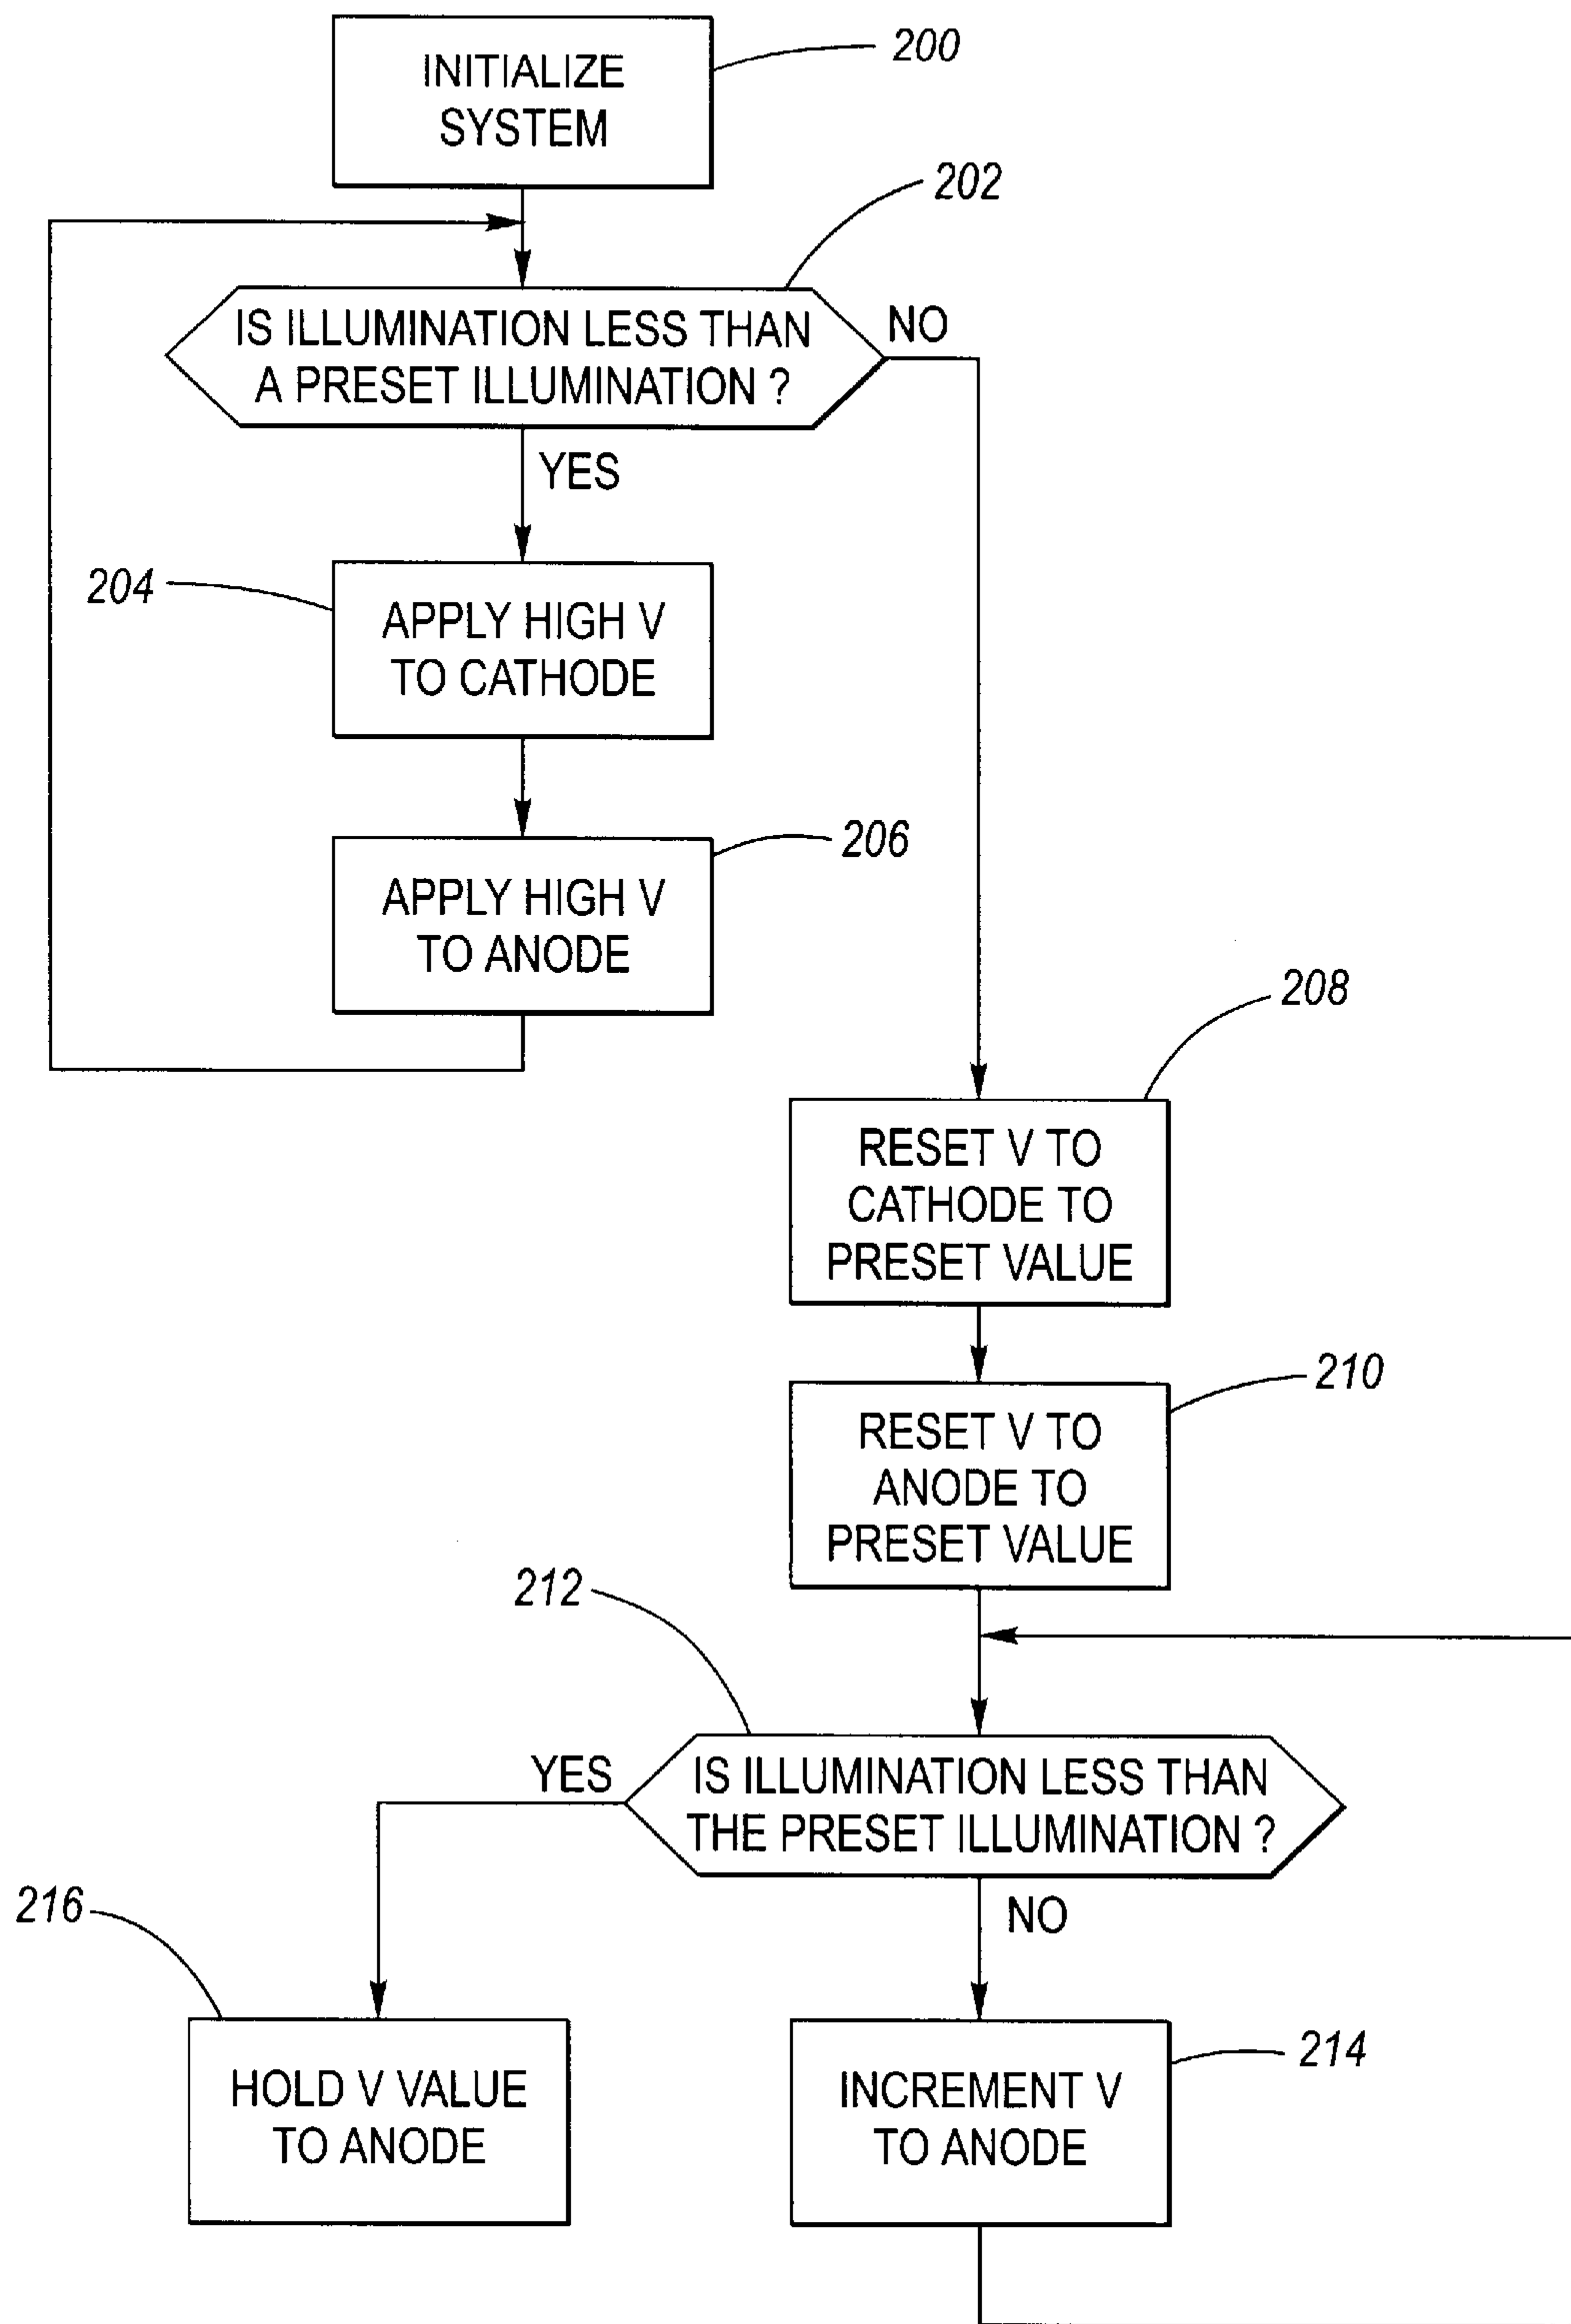 INITIALIZE
SYSTEM
200
202
IS ILLUMINATION LESS THAN
A PRESET ILLUMINATION ?
NO
YES
204
APPLY HIGH V
TO CATHODE
206
APPLY HIGH V
TO ANODE
208
RESET V TO
CATHODE TO
PRESET VALUE
210
RESET V TO
ANODE TO
PRESET VALUE
212
YES
IS ILLUMINATION LESS THAN
THE PRESET ILLUMINATION ?
NO
216
HOLD V VALUE
TO ANODE
214
INCREMENT V
TO ANODE